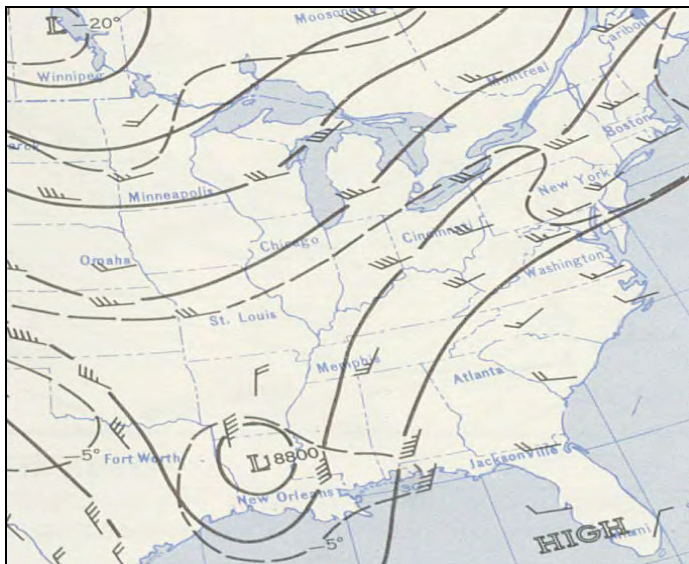 Moosonee
Caribou
L -20°
Winnipeg
Montreal
Boston
Minneapolis
New York
Chicago
Cincinnati
Omaha
Washington
St. Louis
Memphis
Atlanta
-5°
Fort Worth
L 8800
Jacksonville
New Orleans
-5°
HIGH
Miami